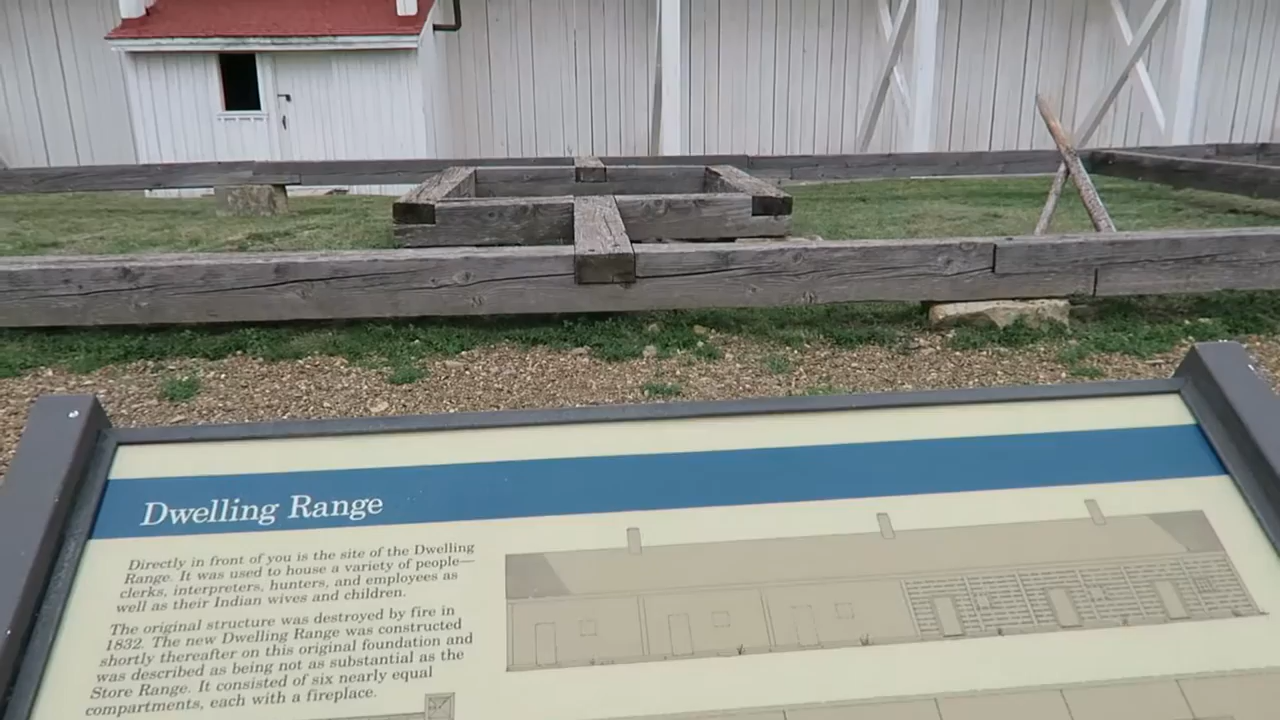 Dwelling Range
Directly in front of you is the site of the Dwelling
Range. It was used to house a variety of people—
clerks, interpreters, hunters, and employees as
well as their Indian wives and children.
The original structure was destroyed by fire in
1832. The new Dwelling Range was constructed
shortly thereafter on this original foundation and
was described as being not as substantial as the
Store Range. It consisted of six nearly equal
compartments, each with a fireplace.